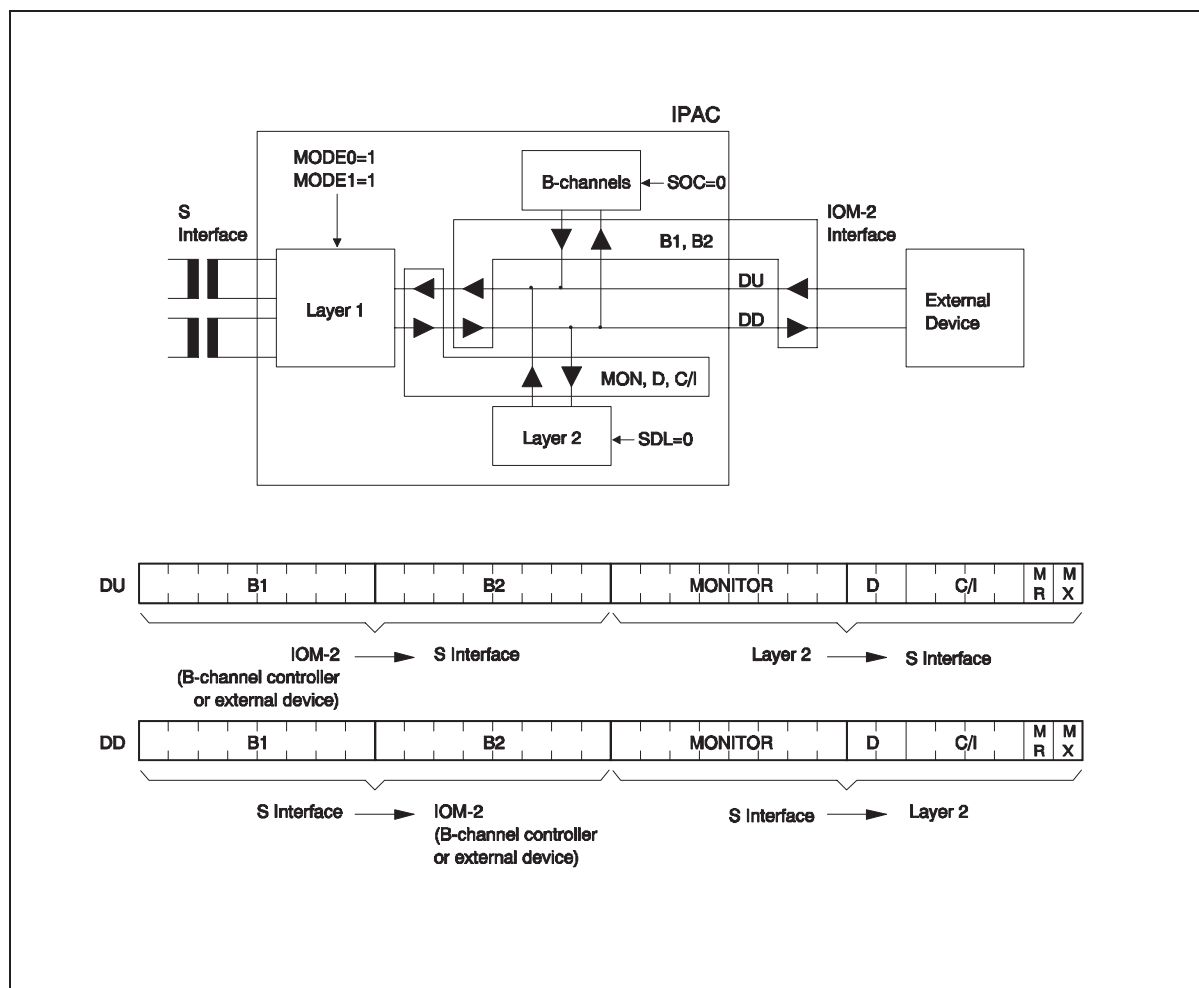 IPAC
MODE0=1
MODE1=1
B-channels
SOC=0
S
Interface
IOM-2
Interface
B1, B2
DU
Layer 1
DD
External
Device
MON, D, C/I
Layer 2
SDL=0
DU B1 B2 MONITOR D C/I M R M X
IOM-2 S Interface Layer 2 S Interface
(B-channel controller
or external device)
DD B1 B2 MONITOR D C/I M R M X
S Interface IOM-2 S Interface Layer 2
(B-channel controller
or external device)